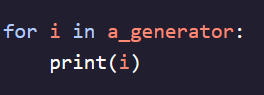 for i in a_generator:
    print(i)